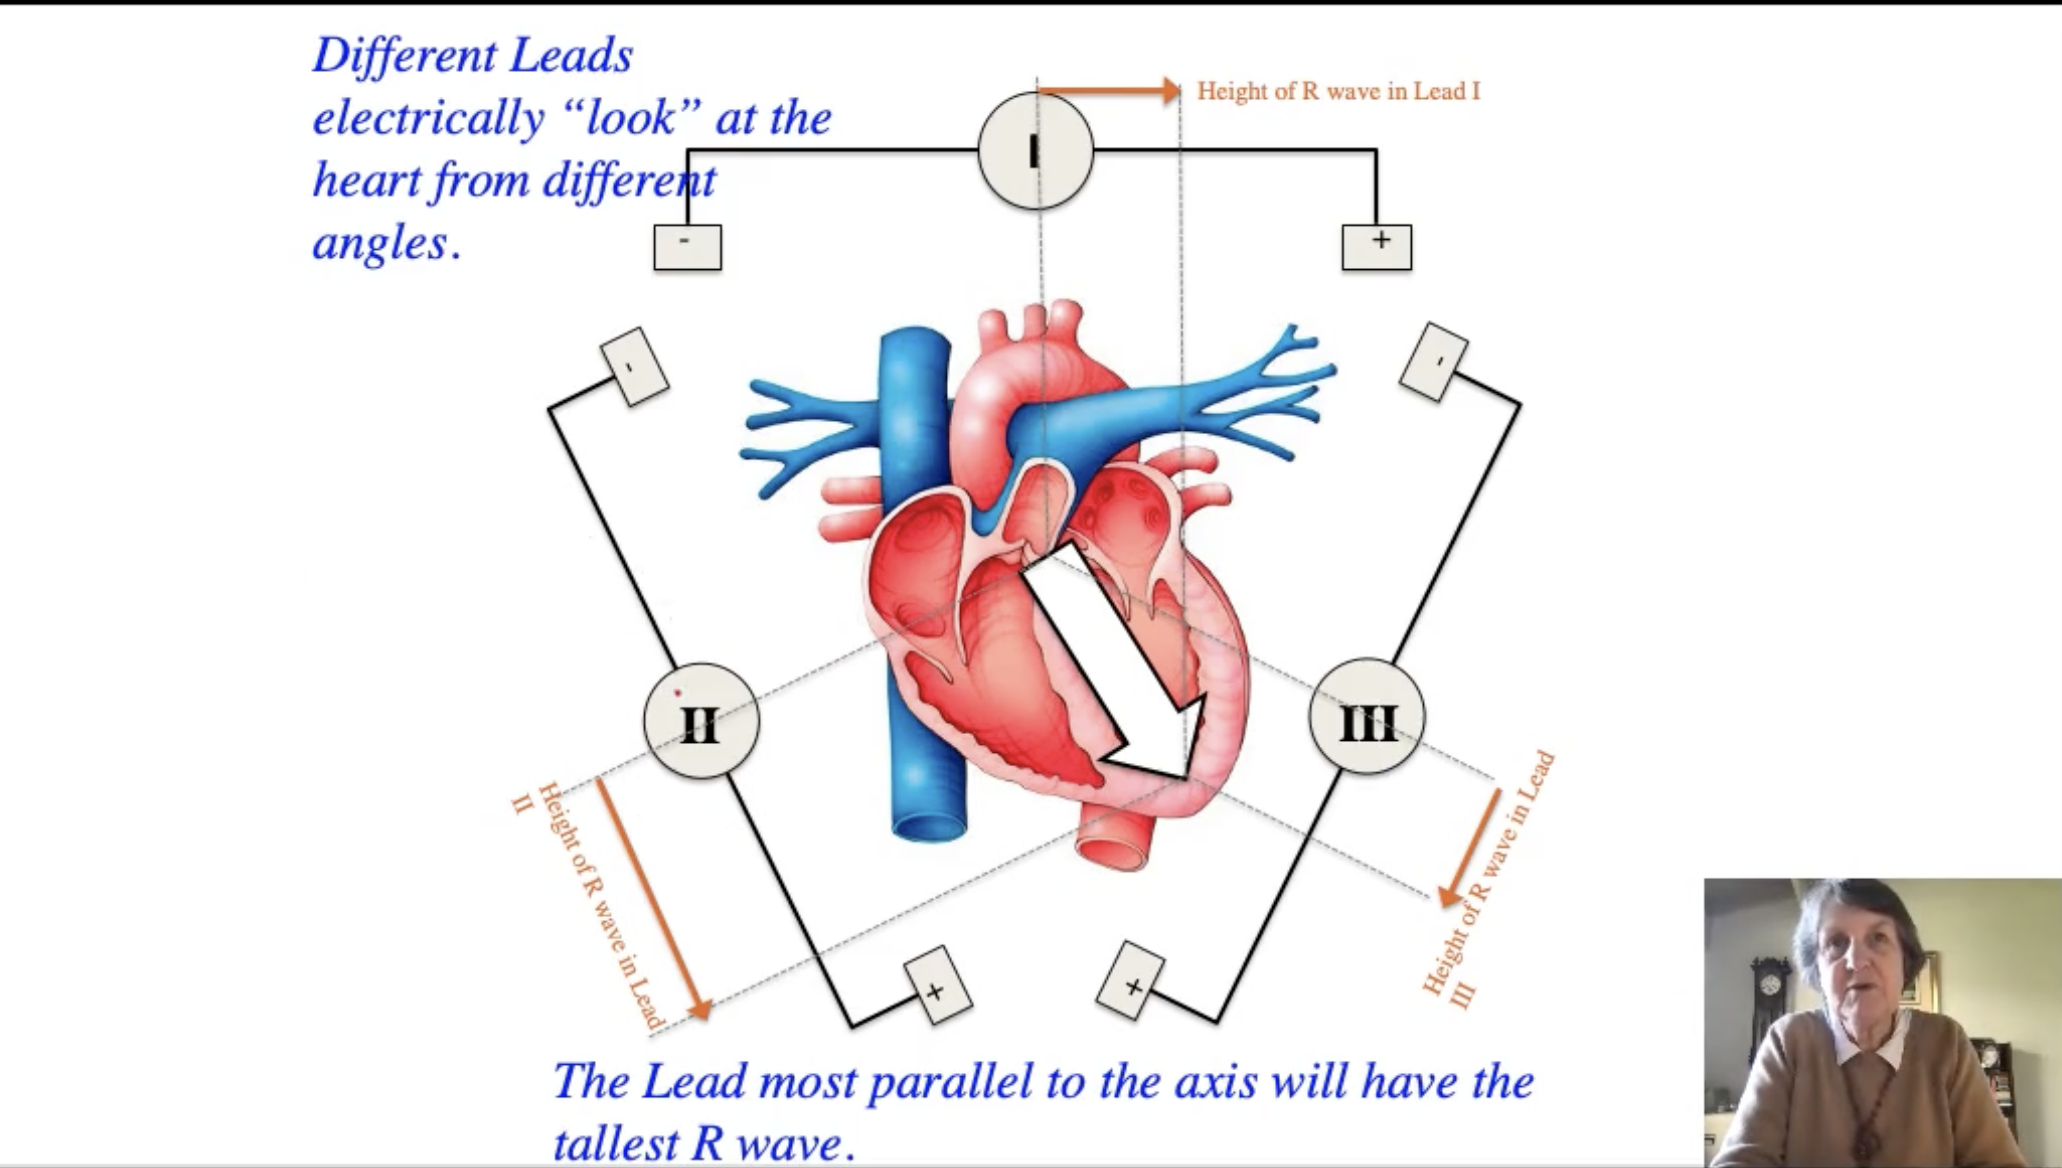 Different Leads
electrically “look” at the
heart from different
angles.
Height of R wave in Lead I
I
-
+
-
-
II
III
Height of R wave in Lead
II
Height of R wave in Lead
III
+
+
The Lead most parallel to the axis will have the
tallest R wave.